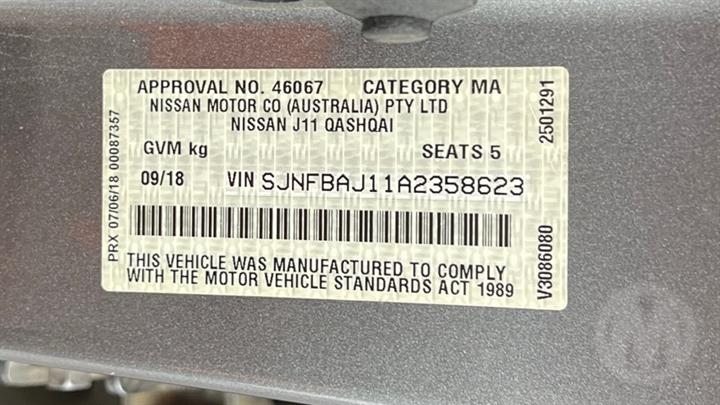 APPROVAL NO. 46067 CATEGORY MA
NISSAN MOTOR CO (AUSTRALIA) PTY LTD
NISSAN J11 QASHQAI
GVM kg SEATS 5
09/18 VIN SJNFBAJ11A2358623
THIS VEHICLE WAS MANUFACTURED TO COMPLY
WITH THE MOTOR VEHICLE STANDARDS ACT 1989
PRX 07/06/18 00087357
V3086080 2501291
M